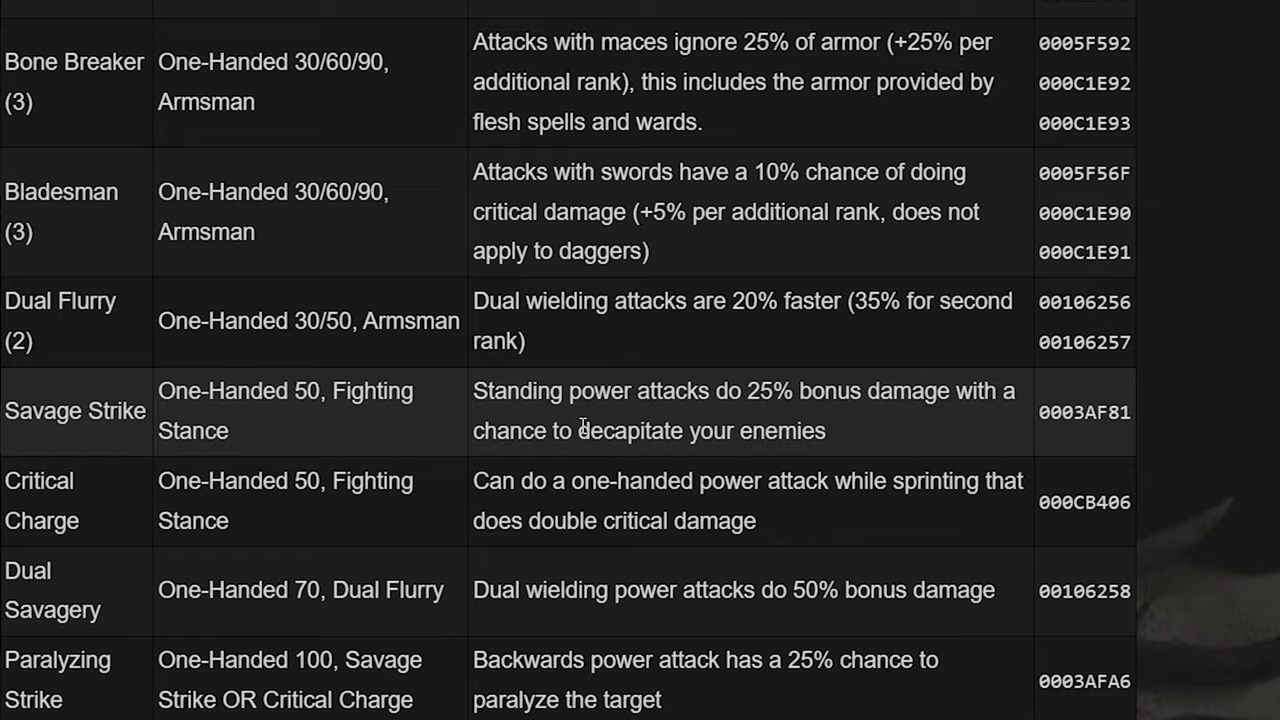 Bone Breaker
(3)
One-Handed 30/60/90,
Armsman
Attacks with maces ignore 25% of armor (+25% per
additional rank), this includes the armor provided by
flesh spells and wards.
0005F592
000C1E92
000C1E93
Bladesman
(3)
One-Handed 30/60/90,
Armsman
Attacks with swords have a 10% chance of doing
critical damage (+5% per additional rank, does not
apply to daggers)
0005F56F
000C1E90
000C1E91
Dual Flurry
(2)
One-Handed 30/50, Armsman
Dual wielding attacks are 20% faster (35% for second
rank)
00106256
00106257
Savage Strike
One-Handed 50, Fighting
Stance
Standing power attacks do 25% bonus damage with a
chance to decapitate your enemies
0003AF81
Critical
Charge
One-Handed 50, Fighting
Stance
Can do a one-handed power attack while sprinting that
does double critical damage
000CB406
Dual
Savagery
One-Handed 70, Dual Flurry
Dual wielding power attacks do 50% bonus damage
00106258
Paralyzing
Strike
One-Handed 100, Savage
Strike OR Critical Charge
Backwards power attack has a 25% chance to
paralyze the target
0003AFA6